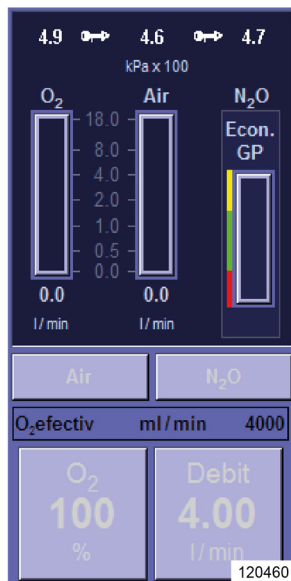 4.9 4.6 4.7
kPa x 100
O₂ Air N₂O
18.0
8.0
4.0
2.0
1.0
0.5
0.0
Econ.
GP
0.0 0.0
l / min l / min
Air N₂O
O₂efectiv ml / min 4000
O₂ Debit
100 4.00
% l / min
120460